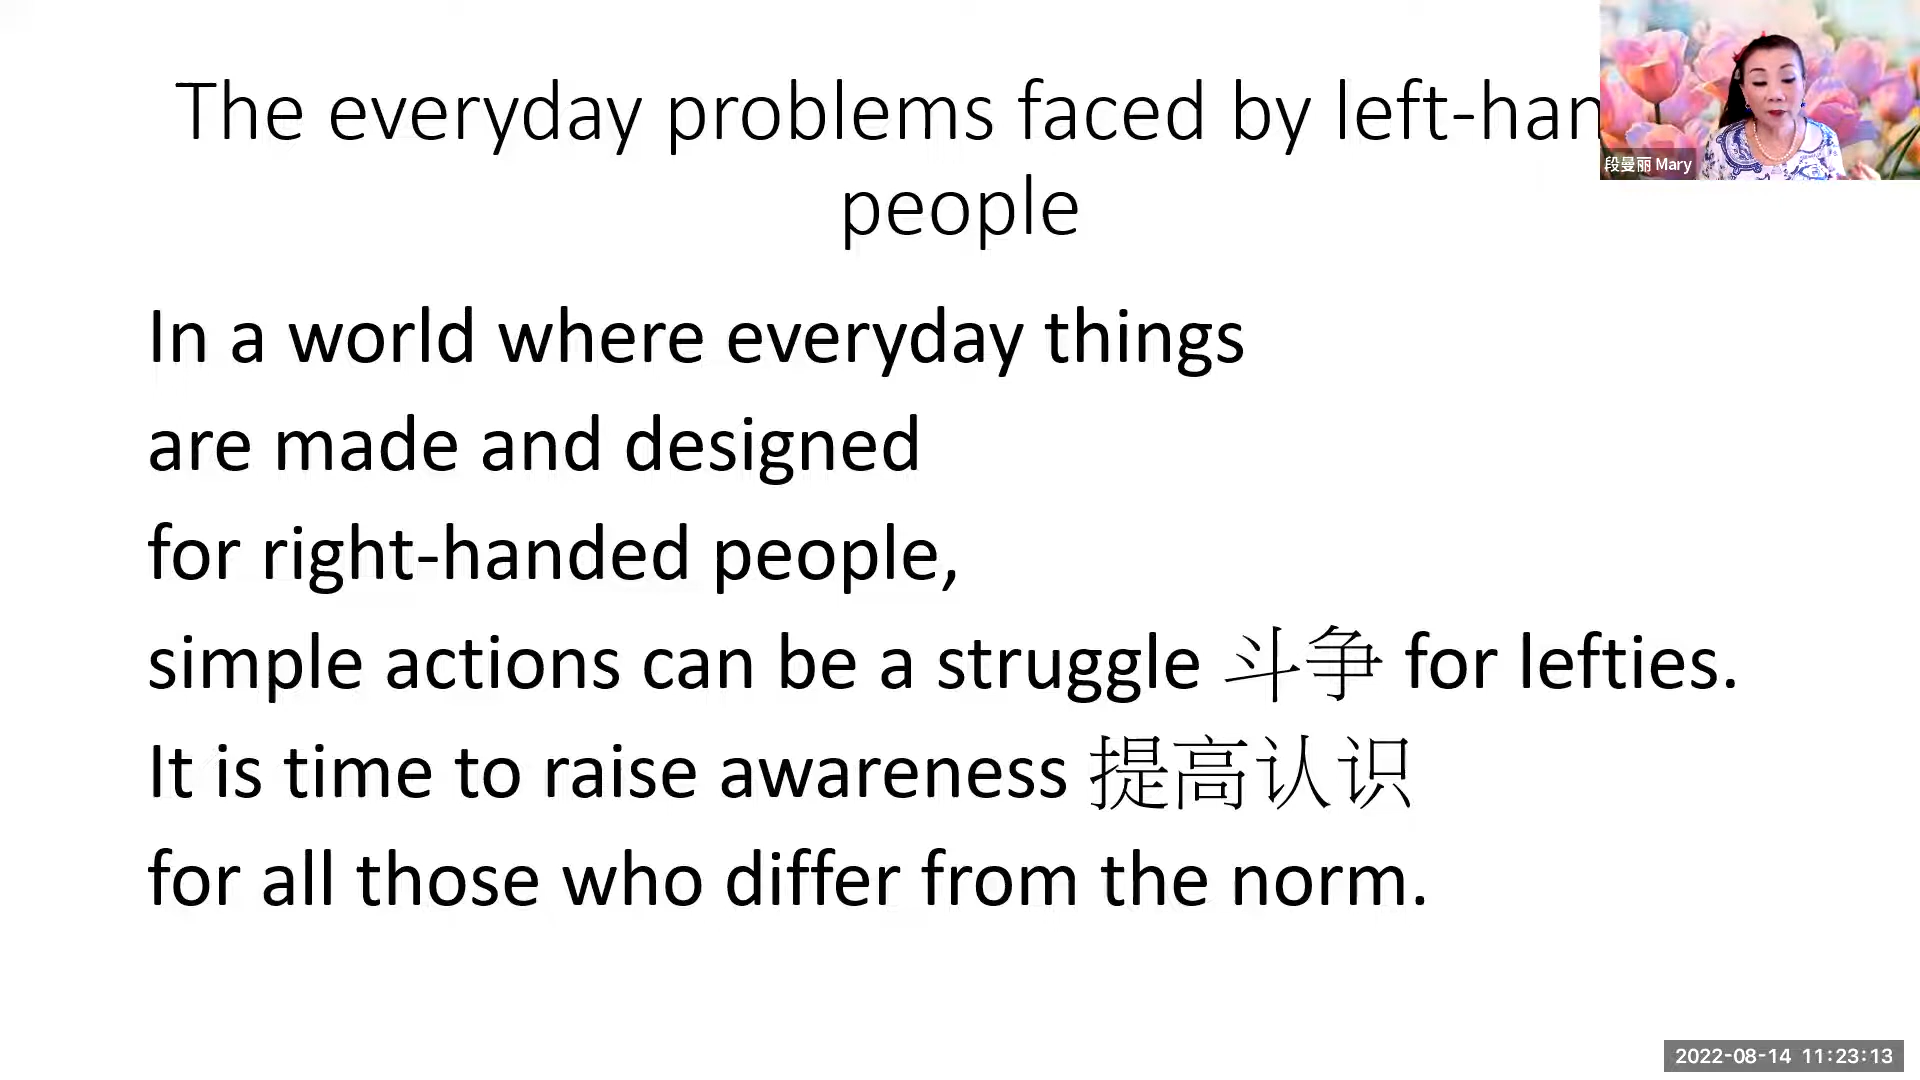 The everyday problems faced by left-han
people
段曼丽 Mary
In a world where everyday things
are made and designed
for right-handed people,
simple actions can be a struggle 斗争 for lefties.
It is time to raise awareness 提高认识
for all those who differ from the norm.
2022-08-14 11:23:13